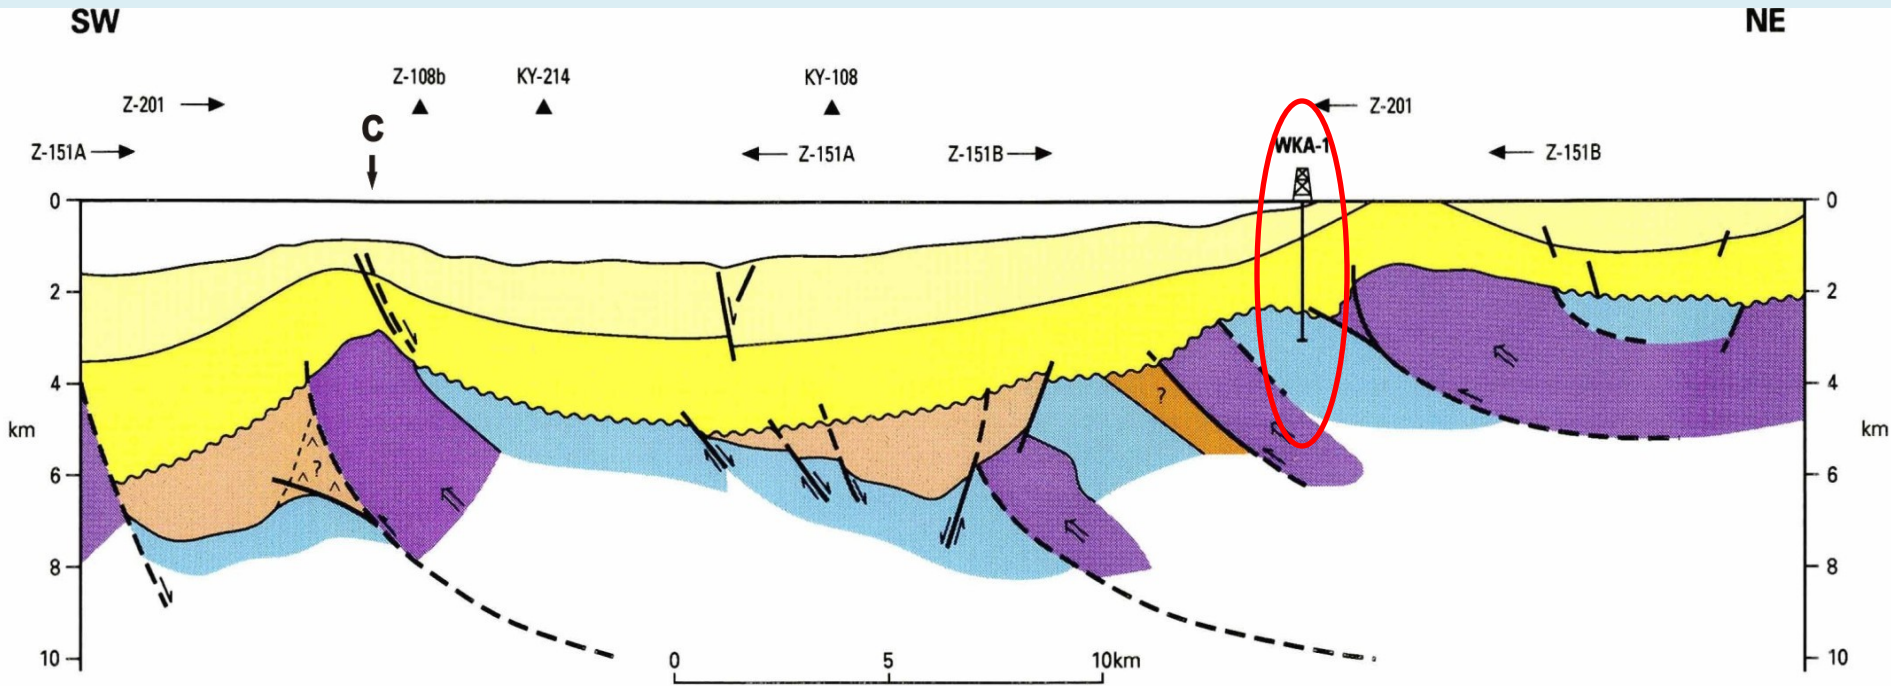 SW NE
Z-108b KY-214 KY-108
Z-201 Z-201
C
Z-151A Z-151A Z-151B WKA-1 Z-151B
0 0
2 2
4 4
?
km km
?
6 6
8 8
10 0 5 10km 10